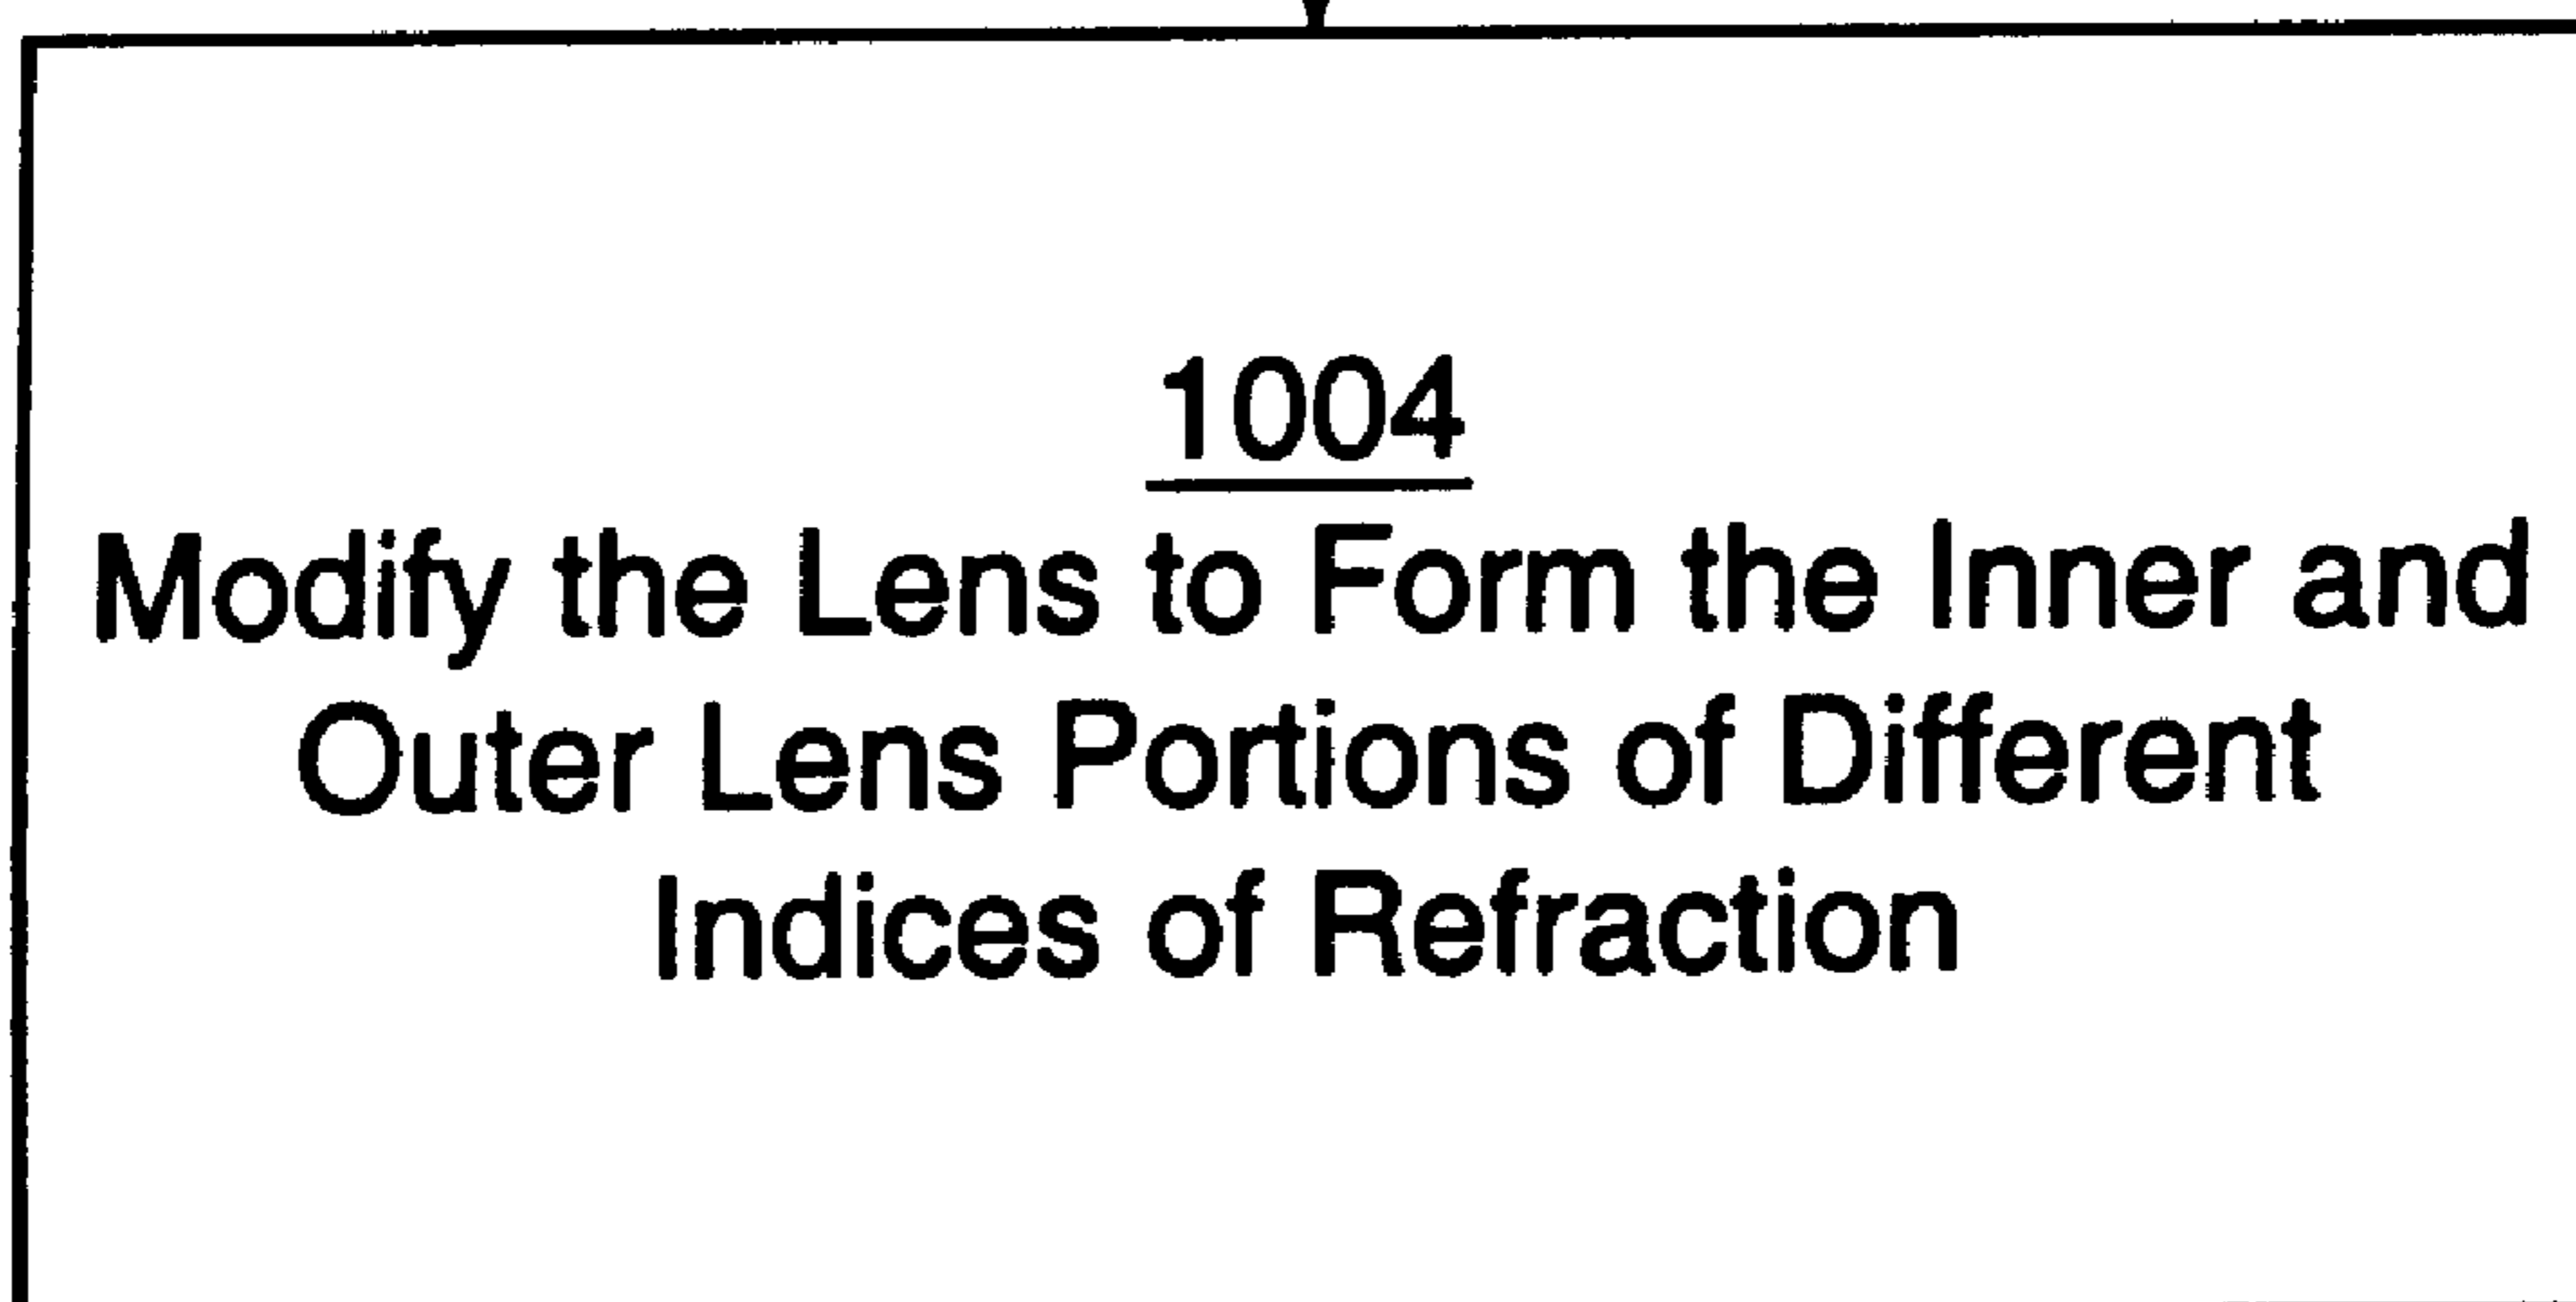 1004
Modify the Lens to Form the Inner and
Outer Lens Portions of Different
Indices of Refraction